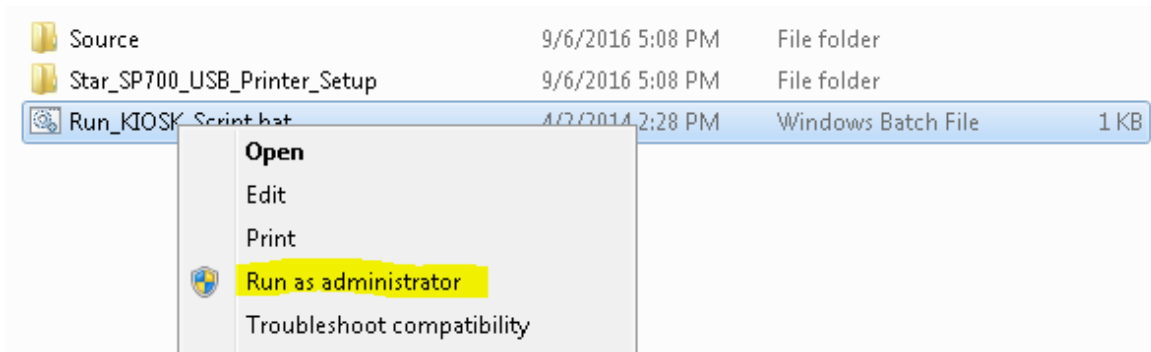 Source 9/6/2016 5:08 PM File folder
Star_SP700_USB_Printer_Setup 9/6/2016 5:08 PM File folder
Run_KIOSK_Script.bat 4/2/2014 2:28 PM Windows Batch File 1 KB
Open
Edit
Print
Run as administrator
Troubleshoot compatibility